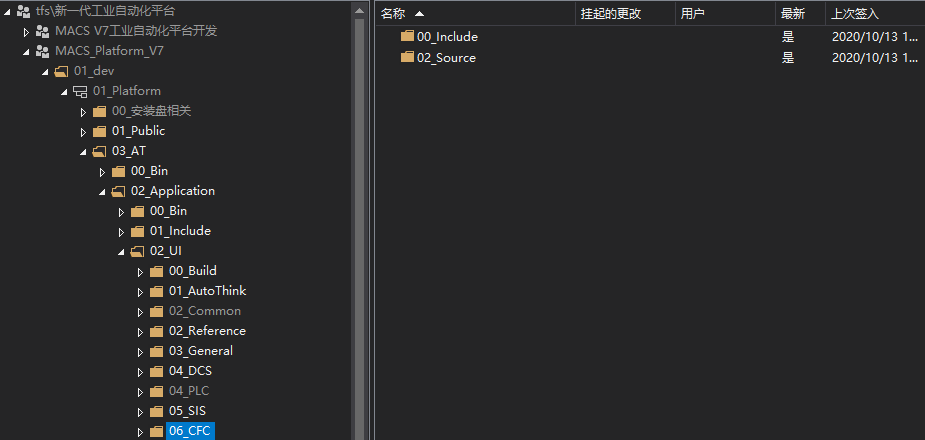 tfs\新一代工业自动化平台
MACS V7工业自动化平台开发
MACS_Platform_V7
01_dev
01_Platform
00_安装盘相关
01_Public
03_AT
00_Bin
02_Application
00_Bin
01_Include
02_UI
00_Build
01_AutoThink
02_Common
02_Reference
03_General
04_DCS
04_PLC
05_SIS
06_CFC
名称 挂起的更改 用户 最新 上次签入
00_Include 是 2020/10/13 1...
02_Source 是 2020/10/13 1...